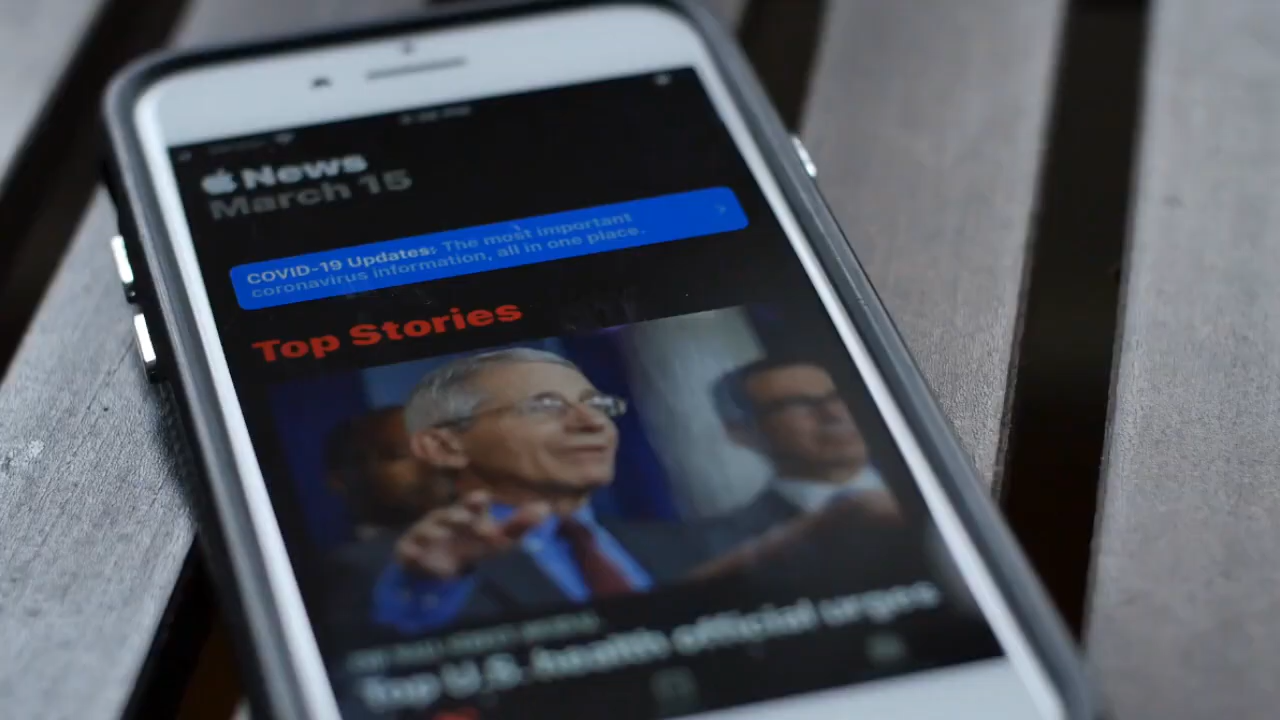 News
March 15
COVID-19 Updates: The most important
coronavirus information, all in one place.
Top Stories
Top U.S. health official urges